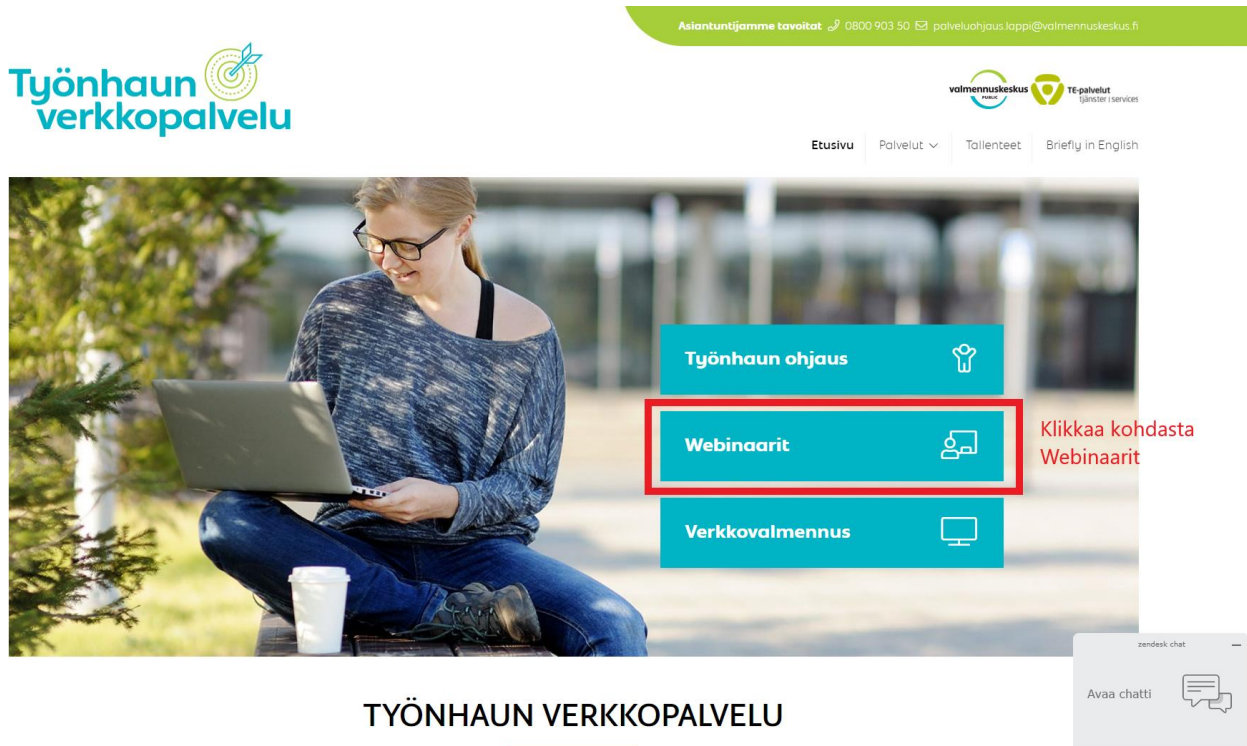 Asiantuntijamme tavoitat 0800 903 50 palveluohjaus.lappi@valmennuskeskus.fi
Työnhaun
verkkopalvelu
valmennuskeskus
PUBLIC
TE-palvelut
tjänster | services
Etusivu Palvelut Tallenteet Briefly in English
Työnhaun ohjaus
Webinaarit
Klikkaa kohdasta
Webinaarit
Verkkovalmennus
zendesk chat
Avaa chatti
TYÖNHAUN VERKKOPALVELU